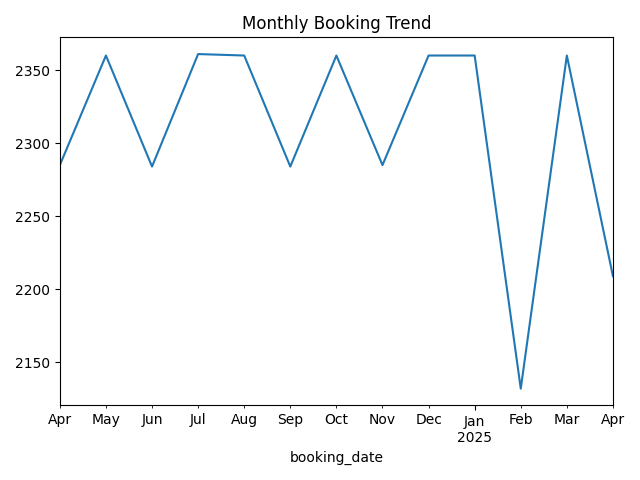 Monthly Booking Trend
2350
2300
2250
2200
2150
Apr May Jun Jul Aug Sep Oct Nov Dec Jan Feb Mar Apr
2025
booking_date